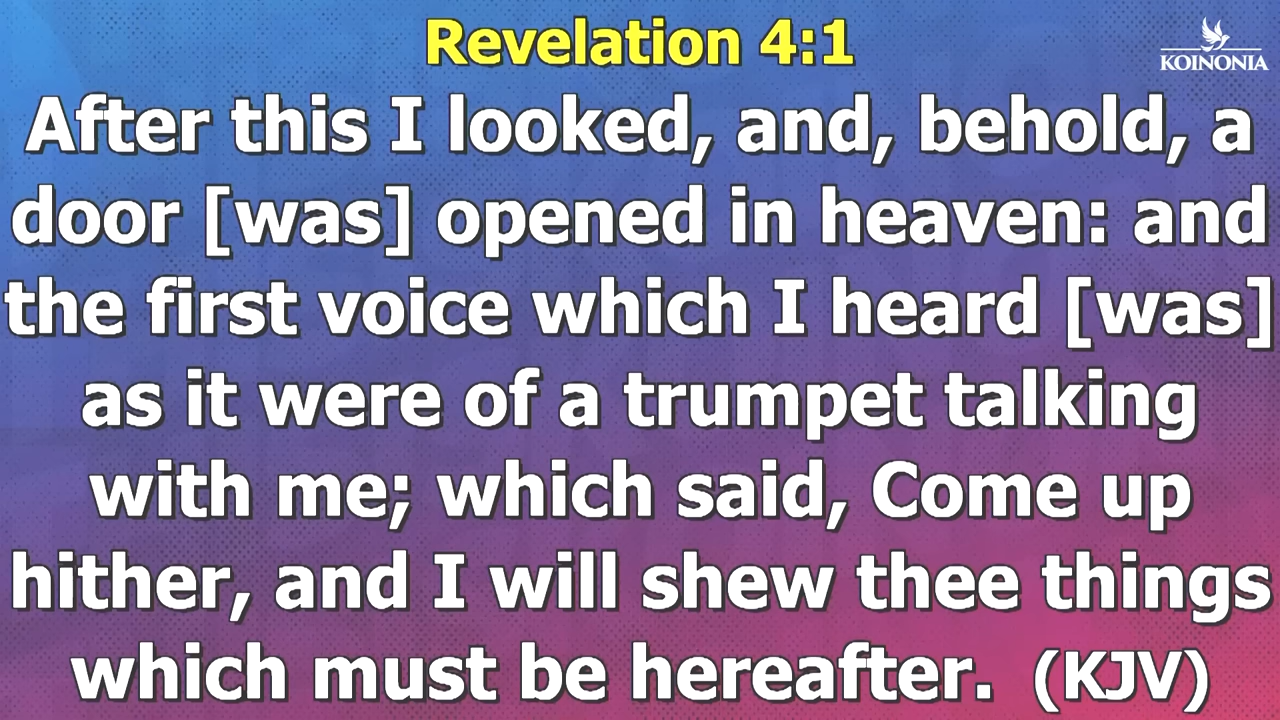 Revelation 4:1
KOINONIA
After this I looked, and, behold, a
door [was] opened in heaven: and
the first voice which I heard [was]
as it were of a trumpet talking
with me; which said, Come up
hither, and I will shew thee things
which must be hereafter. (KJV)